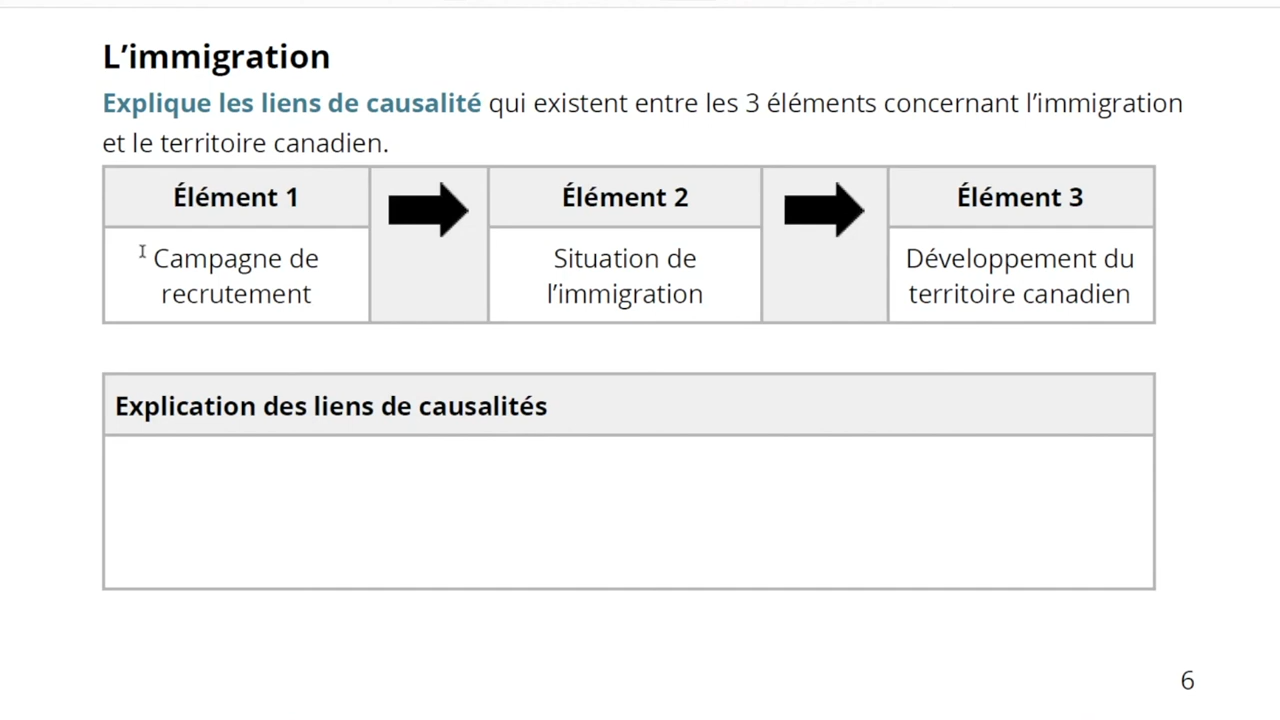 L’immigration
Explique les liens de causalité qui existent entre les 3 éléments concernant l’immigration
et le territoire canadien.
Élément 1
Élément 2
Élément 3
Campagne de
recrutement
Situation de
l’immigration
Développement du
territoire canadien
Explication des liens de causalités
6